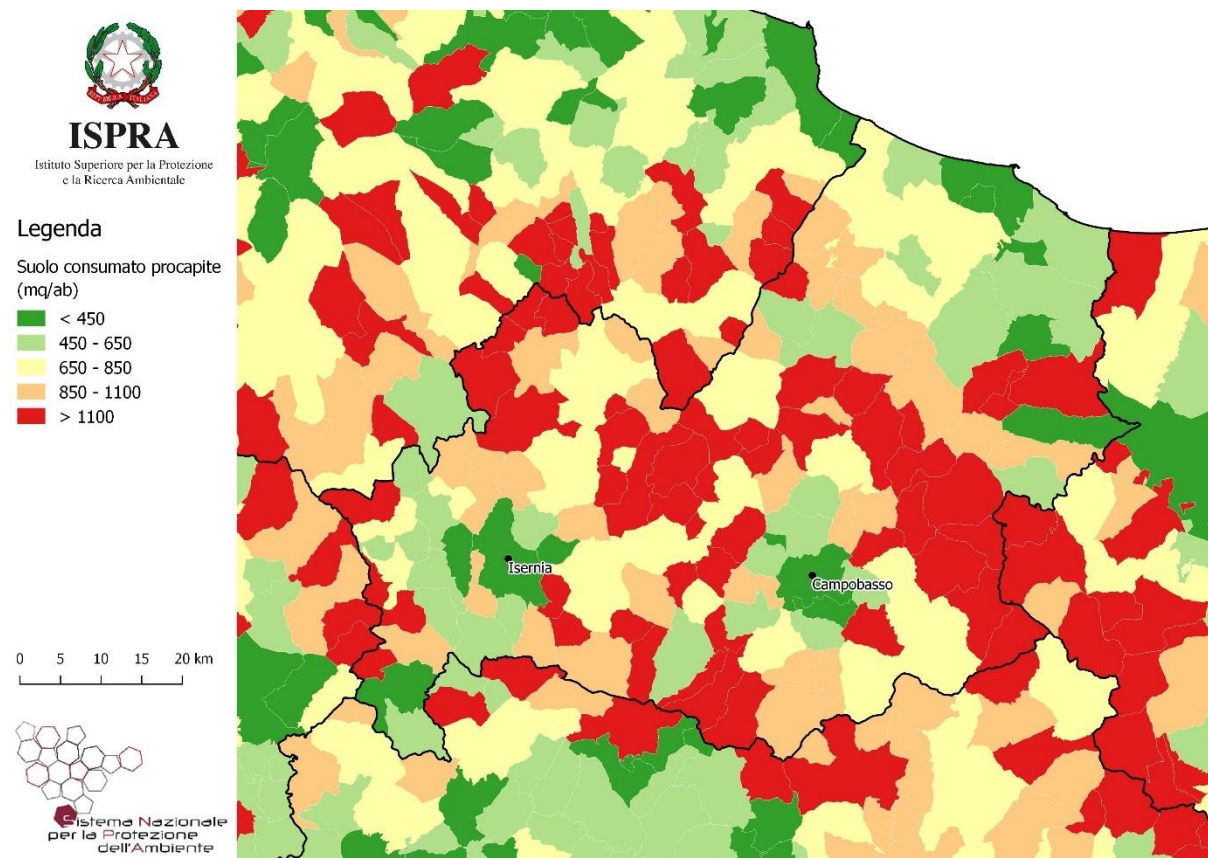 REPVBBLICA ITALIANA
ISPRA
Istituto Superiore per la Protezione
e la Ricerca Ambientale
Legenda
Suolo consumato procapite
(mq/ab)
< 450
450 - 650
650 - 850
850 - 1100
> 1100
Isernia
Campobasso
0 5 10 15 20 km
Sistema Nazionale
per la Protezione
dell'Ambiente